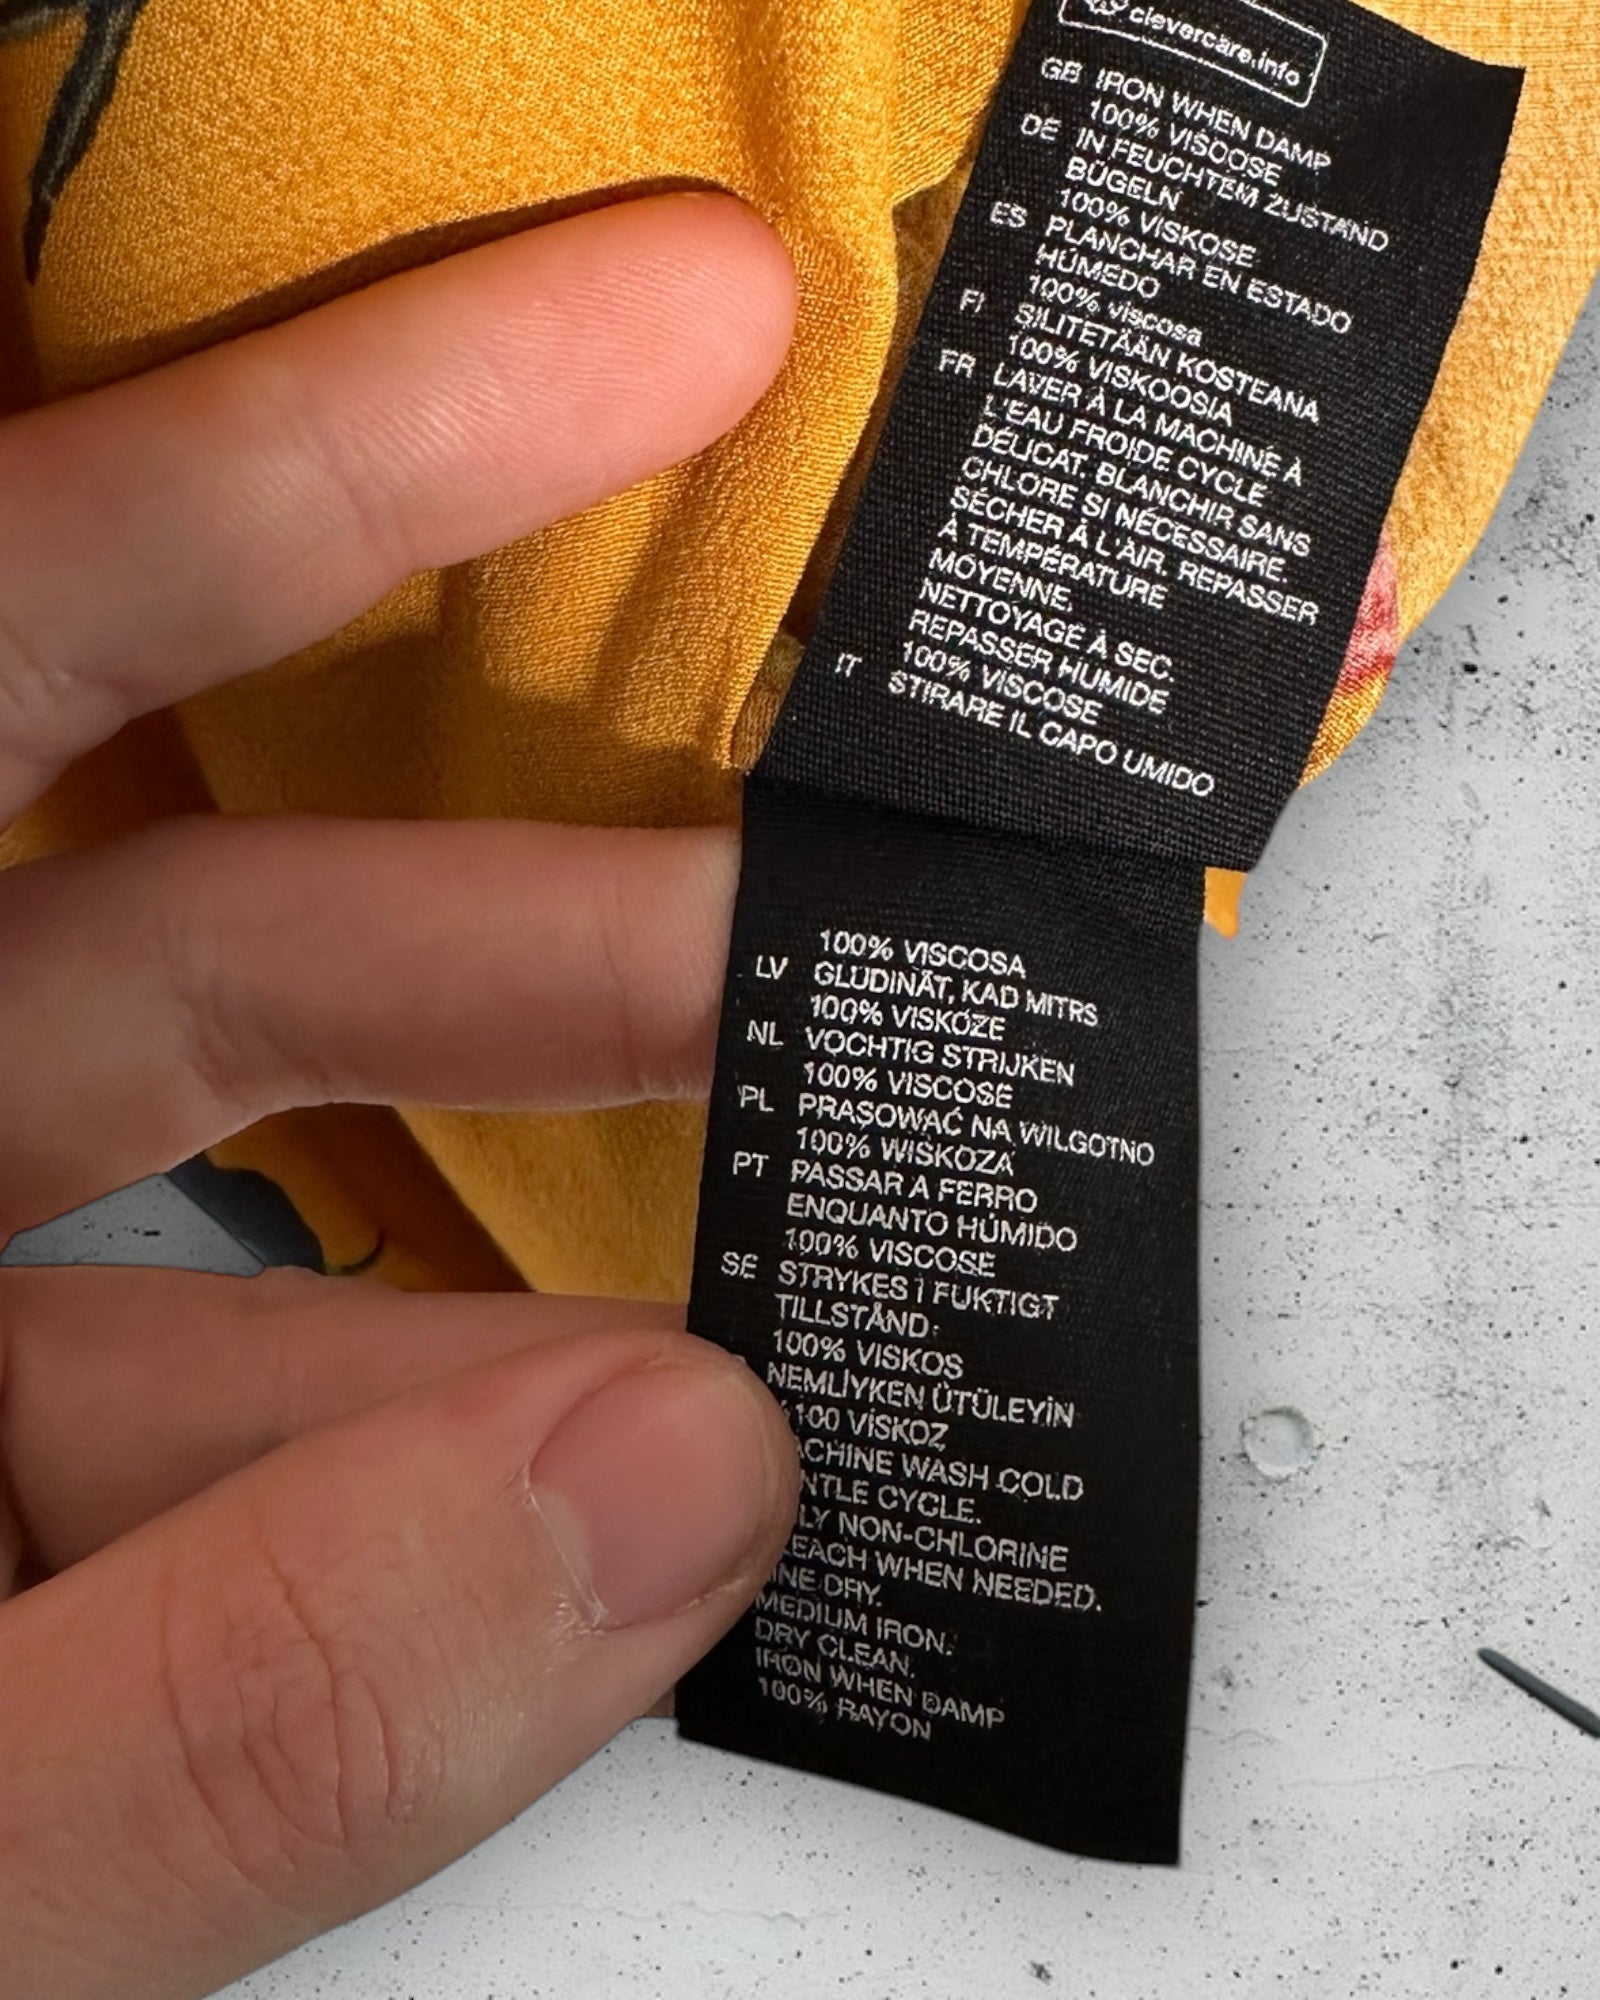 clevercare.info
GB IRON WHEN DAMP
100% VISCOSE
DE IN FEUCHTEM ZUSTAND
BÜGELN
100% VISKOSE
ES PLANCHAR EN ESTADO
HÚMEDO
100% viscosa
FI SILITETÄÄN KOSTEANA
100% VISKOOSIA
FR LAVER À LA MACHINE À
L'EAU FROIDE CYCLE
DÉLICAT. BLANCHIR SANS
CHLORE SI NÉCESSAIRE.
SÉCHER À L'AIR. REPASSER
À TEMPÉRATURE
MOYENNE.
NETTOYAGE À SEC.
REPASSER HUMIDE
100% VISCOSE
IT STIRARE IL CAPO UMIDO
100% VISCOSA
LV GLUDINĀT, KAD MITRS
100% VISKOZE
NL VOCHTIG STRIJKEN
100% VISCOSE
PL PRASOWAĆ NA WILGOTNO
100% WISKOZA
PT PASSAR A FERRO
ENQUANTO HÚMIDO
100% VISCOSE
SE STRYKES I FUKTIGT
TILLSTÅND.
100% VISKOS
NEMLİYKEN ÜTÜLEYİN
%100 VİSKOZ
ACHINE WASH COLD
NTLE CYCLE.
LY NON-CHLORINE
LEACH WHEN NEEDED.
INE DRY.
MEDIUM IRON.
DRY CLEAN.
IRON WHEN DAMP
100% RAYON